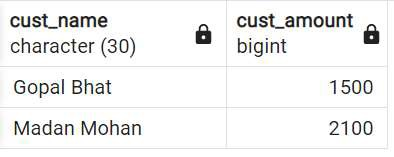 cust_name cust_amount
character (30) bigint
Gopal Bhat 1500
Madan Mohan 2100